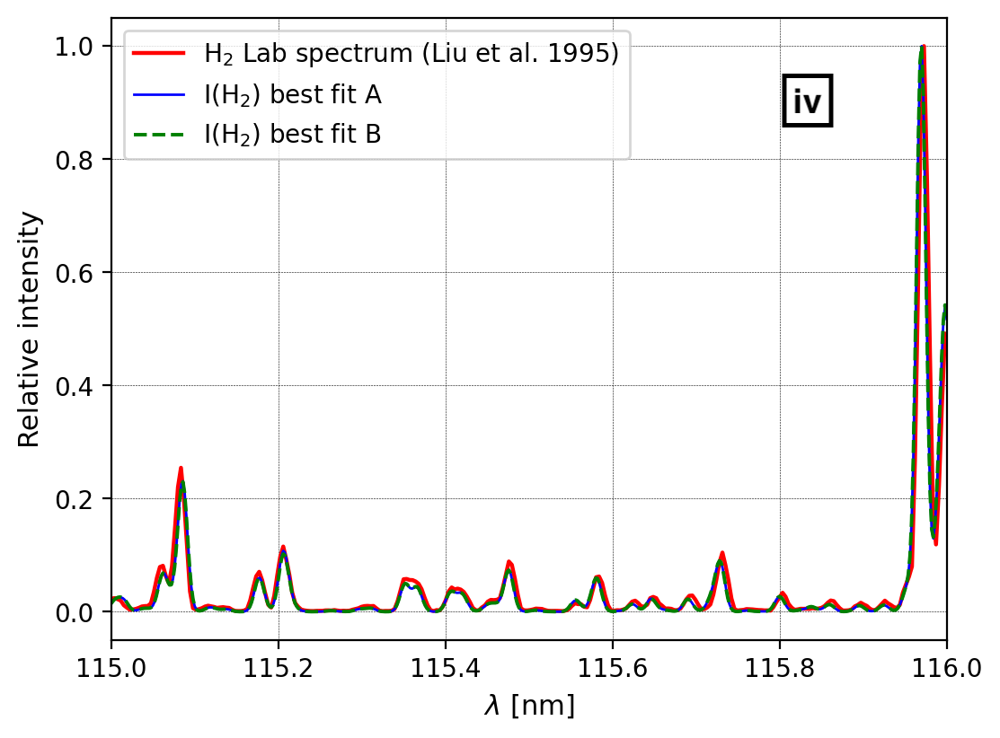 H₂ Lab spectrum (Liu et al. 1995)
I(H₂) best fit A
I(H₂) best fit B
iv
Relative intensity
1.0
0.8
0.6
0.4
0.2
0.0
115.0 115.2 115.4 115.6 115.8 116.0
λ [nm]